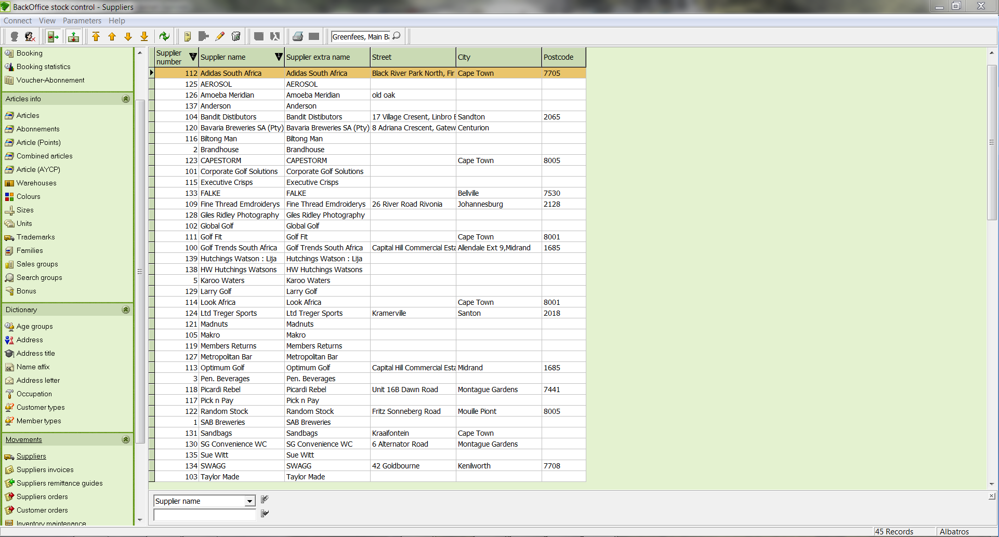 BackOffice stock control - Suppliers
Connect View Parameters Help
Greenfees, Main Ba
Booking
Booking statistics
Voucher-Abonnement
Articles info
Articles
Abonnements
Article (Points)
Combined articles
Article (AYCP)
Warehouses
Colours
Sizes
Units
Trademarks
Families
Sales groups
Search groups
Bonus
Dictionary
Age groups
Address
Address title
Name affix
Address letter
Occupation
Customer types
Member types
Movements
Suppliers
Suppliers invoices
Suppliers remittance guides
Suppliers orders
Customer orders
Inventory maintenance
Supplier number 2 Supplier name 1 Supplier extra name Street City Postcode
112 Adidas South Africa Adidas South Africa Black River Park North, Fir Cape Town 7705
125 AEROSOL AEROSOL
126 Amoeba Meridian Amoeba Meridian old oak
137 Anderson Anderson
104 Bandit Distibutors Bandit Distibutors 17 Village Cresent, Linbro B Sandton 2065
120 Bavaria Breweries SA (Pty) Bavaria Breweries SA (Pty) 8 Adriana Crescent, Gatew Centurion
116 Biltong Man Biltong Man
2 Brandhouse Brandhouse
123 CAPESTORM CAPESTORM Cape Town 8005
101 Corporate Golf Solutions Corporate Golf Solutions
115 Executive Crisps Executive Crisps
133 FALKE FALKE Bellville 7530
109 Fine Thread Emdroiderys Fine Thread Emdroiderys 26 River Road Rivonia Johannesburg 2128
128 Giles Ridley Photography Giles Ridley Photography
102 Global Golf Global Golf
111 Golf Fit Golf Fit Cape Town 8001
100 Golf Trends South Africa Golf Trends South Africa Capital Hill Commercial Esta Allendale Ext 9,Midrand 1685
139 Hutchings Watson : Lija Hutchings Watson : Lija
138 HW Hutchings Watsons HW Hutchings Watsons
5 Karoo Waters Karoo Waters
129 Larry Golf Larry Golf
114 Look Africa Look Africa Cape Town 8001
124 Ltd Treger Sports Ltd Treger Sports Kramerville Santon 2018
121 Madnuts Madnuts
105 Makro Makro
119 Members Returns Members Returns
127 Metropolitan Bar Metropolitan Bar
113 Optimum Golf Optimum Golf Capital Hill Commercial Esta Midrand 1685
3 Pen. Beverages Pen. Beverages
118 Picardi Rebel Picardi Rebel Unit 16B Dawn Road Montague Gardens 7441
117 Pick n Pay Pick n Pay
122 Random Stock Random Stock Fritz Sonneberg Road Mouille Piont 8005
1 SAB Breweries SAB Breweries
131 Sandbags Sandbags Kraaifontein Cape Town
130 SG Convenience WC SG Convenience WC 6 Alternator Road Montague Gardens
135 Sue Witt Sue Witt
134 SWAGG SWAGG 42 Goldbourne Kenilworth 7708
103 Taylor Made Taylor Made
Supplier name
45 Records Albatros